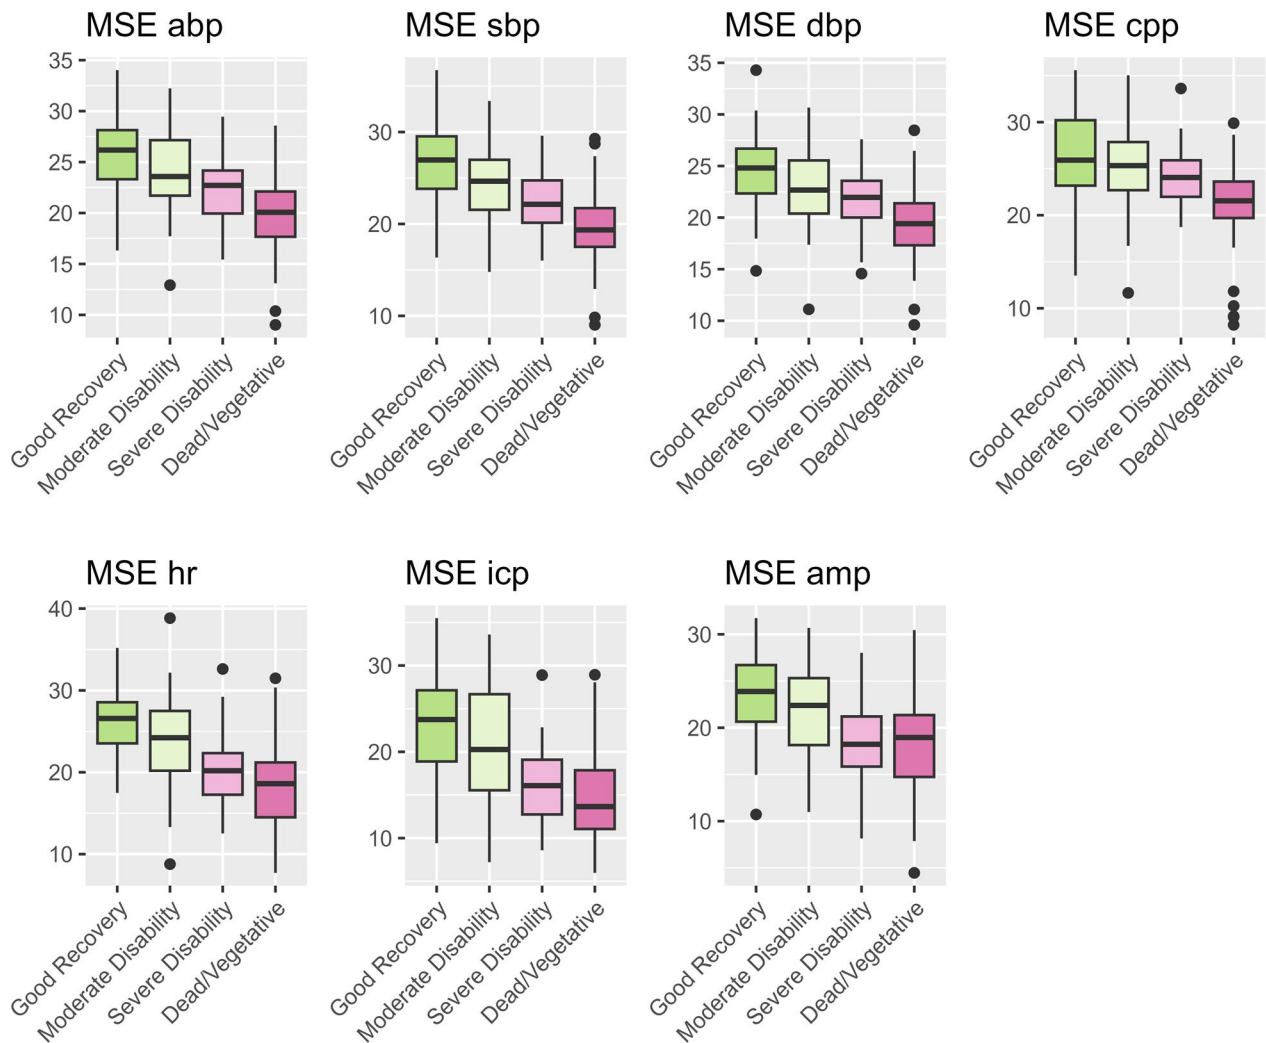 MSE abp
35
30
25
20
15
10
Good Recovery
Moderate Disability
Severe Disability
Dead/Vegetative
MSE sbp
30
20
10
Good Recovery
Moderate Disability
Severe Disability
Dead/Vegetative
MSE dbp
35
30
25
20
15
10
Good Recovery
Moderate Disability
Severe Disability
Dead/Vegetative
MSE cpp
30
20
10
Good Recovery
Moderate Disability
Severe Disability
Dead/Vegetative
MSE hr
40
30
20
10
Good Recovery
Moderate Disability
Severe Disability
Dead/Vegetative
MSE icp
30
20
10
Good Recovery
Moderate Disability
Severe Disability
Dead/Vegetative
MSE amp
30
20
10
Good Recovery
Moderate Disability
Severe Disability
Dead/Vegetative